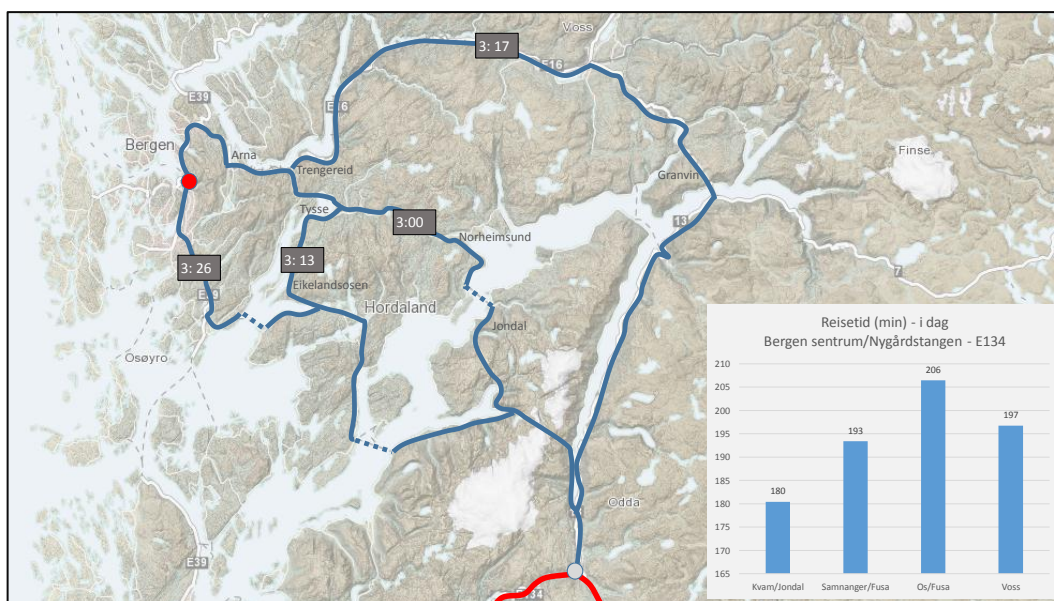 Voss
3: 17
E16
E39
E16
Bergen
Arna
Finse
Trengereid
Granvin
Tysse
3:00
13
Norheimsund
3: 26
3: 13
7
E39
Eikelandsosen
Hordaland
Jondal
Osøyro
Reisetid (min) - i dag
Bergen sentrum/Nygårdstangen - E134
210
206
205
200
197
195
193
190
185
180
180
175
170
165
Kvam/Jondal Samnanger/Fusa Os/Fusa Voss
Odda
E39
E134